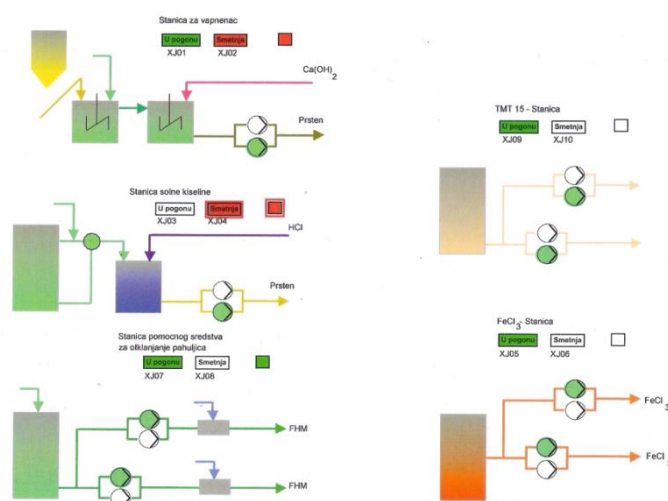 Stanica za vapnenac
U pogonu Smetnja
XJ01 XJ02
Ca(OH)2
Prsten
Stanica solne kiseline
U pogonu Smetnja
XJ03 XJ04
HCl
Prsten
Stanica pomocnog sredstva
za otklanjanje pahuljica
U pogonu Smetnja
XJ07 XJ08
FHM
FHM
TMT 15 - Stanica
U pogonu Smetnja
XJ09 XJ10
FeCl3- Stanica
U pogonu Smetnja
XJ05 XJ06
FeCl3
FeCl